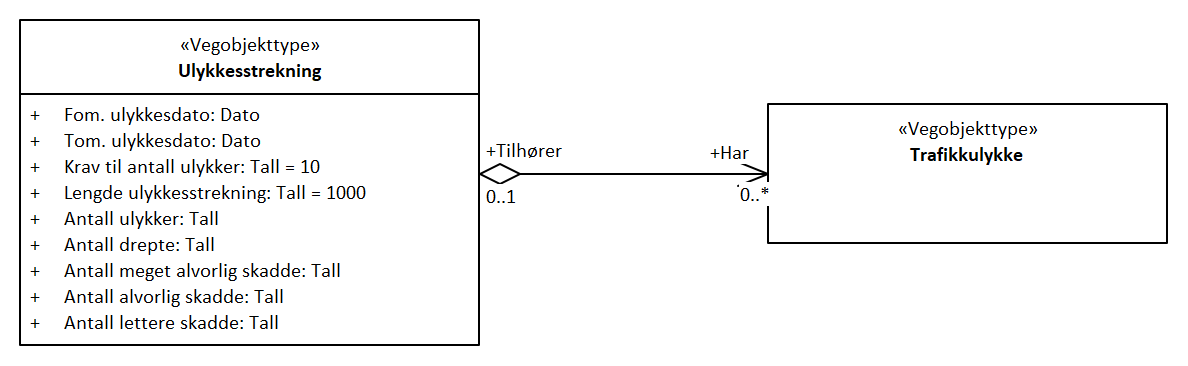 «Vegobjekttype»
Ulykkesstrekning
+ Fom. ulykkesdato: Dato
+ Tom. ulykkesdato: Dato
+ Krav til antall ulykker: Tall = 10
+ Lengde ulykkesstrekning: Tall = 1000
+ Antall ulykker: Tall
+ Antall drepte: Tall
+ Antall meget alvorlig skadde: Tall
+ Antall alvorlig skadde: Tall
+ Antall lettere skadde: Tall
+Tilhører
0..1
+Har
0..*
«Vegobjekttype»
Trafikkulykke